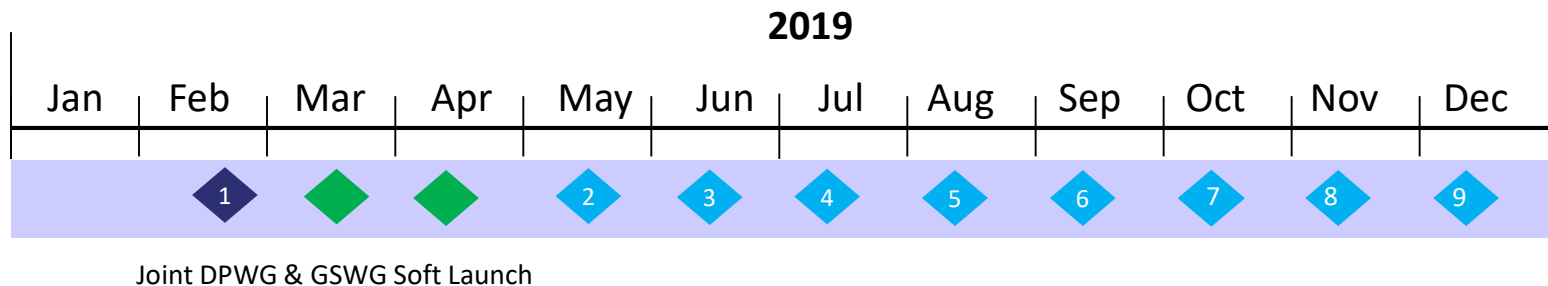 2019
Jan Feb Mar Apr May Jun Jul Aug Sep Oct Nov Dec
1 2 3 4 5 6 7 8 9
Joint DPWG & GSWG Soft Launch